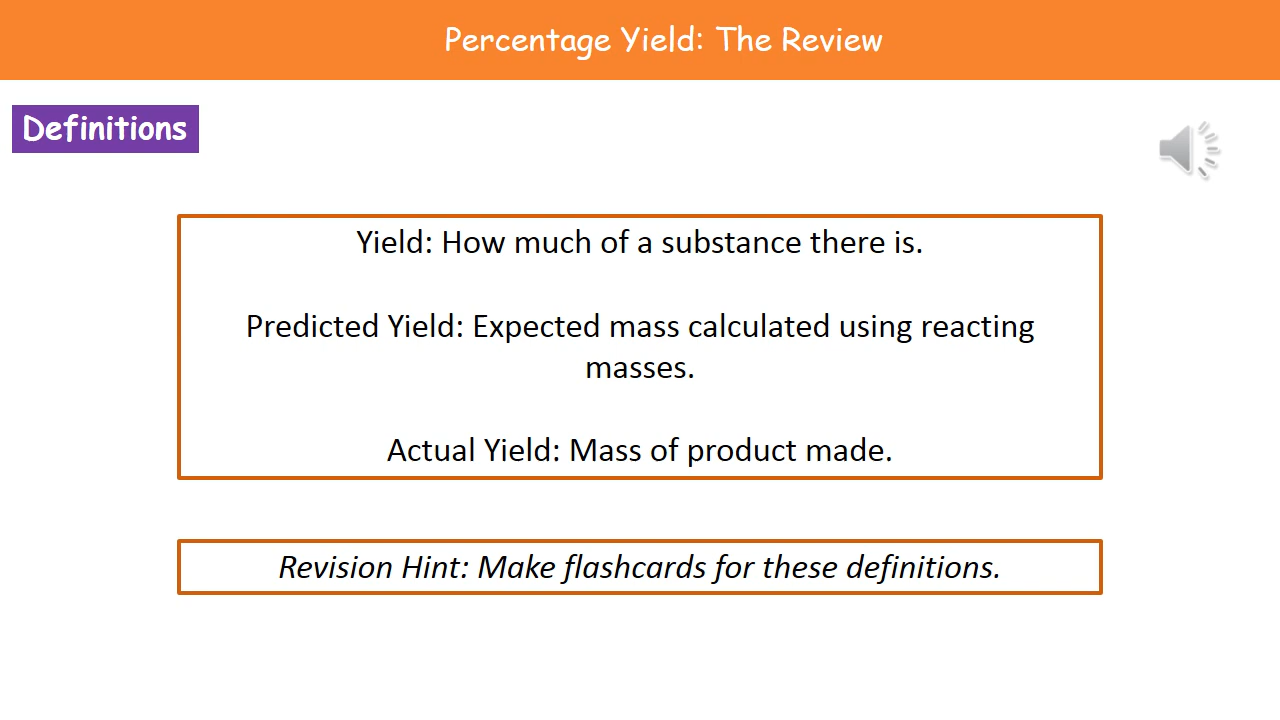 Percentage Yield: The Review
Definitions
Yield: How much of a substance there is.
Predicted Yield: Expected mass calculated using reacting
masses.
Actual Yield: Mass of product made.
Revision Hint: Make flashcards for these definitions.